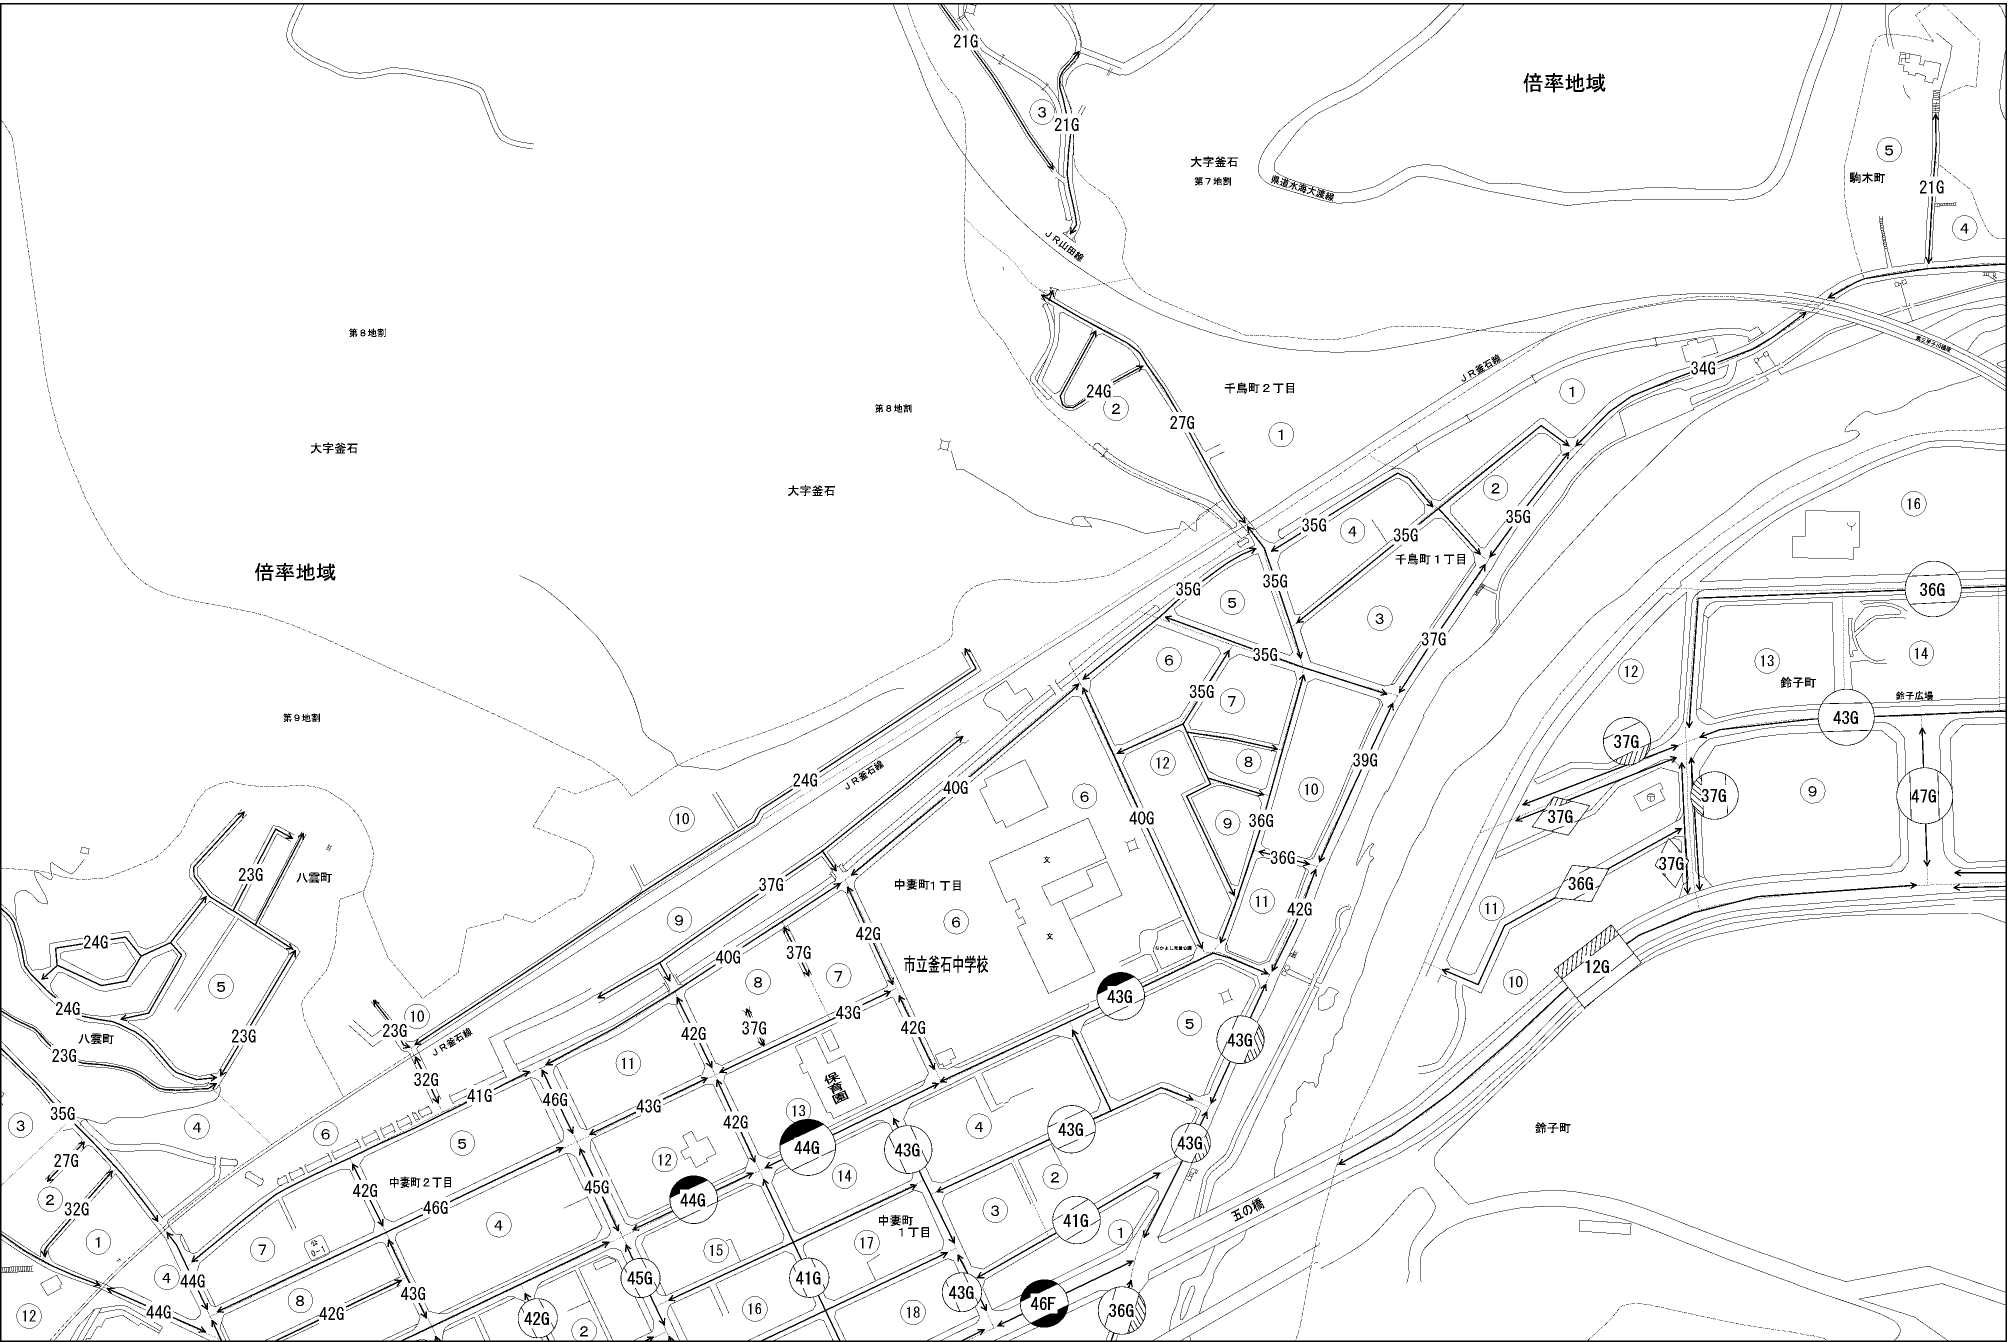 21G
倍率地域
③
21G
大字釜石
第7地割
県道水海大渡線
⑤
駒木町
21G
④
JR山田線
第8地割
JR釜石線
34G
24G
②
千鳥町2丁目
①
27G
①
第8地割
大字釜石
大字釜石
②
⑯
35G
④
35G
35G
千鳥町1丁目
倍率地域
35G
35G
36G
⑤
③
37G
35G
⑥
⑫
⑬
⑭
鈴子町
35G
⑦
鈴子広場
第9地割
43G
37G
39G
⑫
⑧
24G
JR釜石線
40G
⑥
⑩
37G
47G
⑨
⑩
40G
⑨
36G
37G
36G
37G
23G
八雲町
37G
中妻町1丁目
36G
⑪
⑪
42G
⑨
⑥
文
文
24G
40G
37G
42G
市立釜石中学校
12G
⑤
⑧
⑦
43G
⑩
24G
⑩
23G
43G
⑤
八雲町
23G
23G
JR釜石線
42G
37G
42G
43G
32G
⑪
保育園
41G
46G
43G
35G
③
④
⑥
⑤
⑬
42G
44G
④
43G
43G
43G
鈴子町
27G
⑫
②
中妻町2丁目
42G
45G
44G
⑭
②
32G
46G
④
③
41G
五の橋
①
中妻町
1丁目
①
⑦
公
0-1
⑮
⑰
④
44G
43G
45G
41G
43G
⑧
⑫
44G
42G
42G
②
⑯
⑱
46F
36G